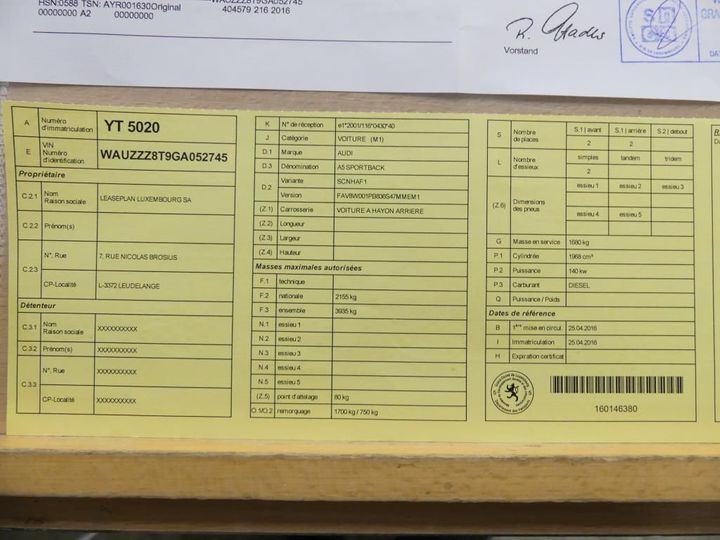 HSN:0588 TSN: AYR001630Original
00000000 A2 00000000
WAUZZZ8T9GA052745
404579 216 2016
Vorstand
A Numéro d'immatricul. YT 5020
E VIN Numéro d'identification WAUZZZ8T9GA052745
Propriétaire
C.2.1 Nom Raison sociale LEASEPLAN LUXEMBOURG SA
C.2.2 Prénom(s)
C.2.3 N°, Rue 7, RUE NICOLAS BROSIUS
CP-Localité L-3372 LEUDELANGE
Détenteur
C.3.1 Nom Raison sociale XXXXXXXXXX
C.3.2 Prénom(s) XXXXXXXXXX
C.3.3 N°, Rue XXXXXXXXXX
CP-Localité XXXXXXXXXX
K N° de réception e1*2001/116*0430*40
J Catégorie VOITURE (M1)
D.1 Marque AUDI
D.3 Dénomination A5 SPORTBACK
D.2 Variante SCNHAF1
Version FAVBW001PB836S47MMEM1
(Z.1) Carrosserie VOITURE A HAYON ARRIERE
(Z.2) Longueur
(Z.3) Largeur
(Z.4) Hauteur
Masses maximales autorisées
F.1 technique
F.2 nationale 2155 kg
F.3 ensemble 3935 kg
N.1 essieu 1
N.2 essieu 2
N.3 essieu 3
N.4 essieu 4
N.5 essieu 5
(Z.5) point d'attelage 80 kg
O.1/O.2 remorquage 1700 kg / 750 kg
S Nombre de places S.1 | avant S.1 | arrière S.2 | debout
2 2
L Nombre d'essieux simples tandem tridem
2
(Z.6) Dimensions des pneus essieu 1 essieu 2 essieu 3
essieu 4 essieu 5
G Masse en service 1680 kg
P.1 Cylindrée 1968 cm³
P.2 Puissance 140 kw
P.3 Carburant DIESEL
Q Puissance / Poids
Dates de référence
B 1ère mise en circul. 25.04.2016
I Immatriculation 25.04.2016
H Expiration certificat
160146380